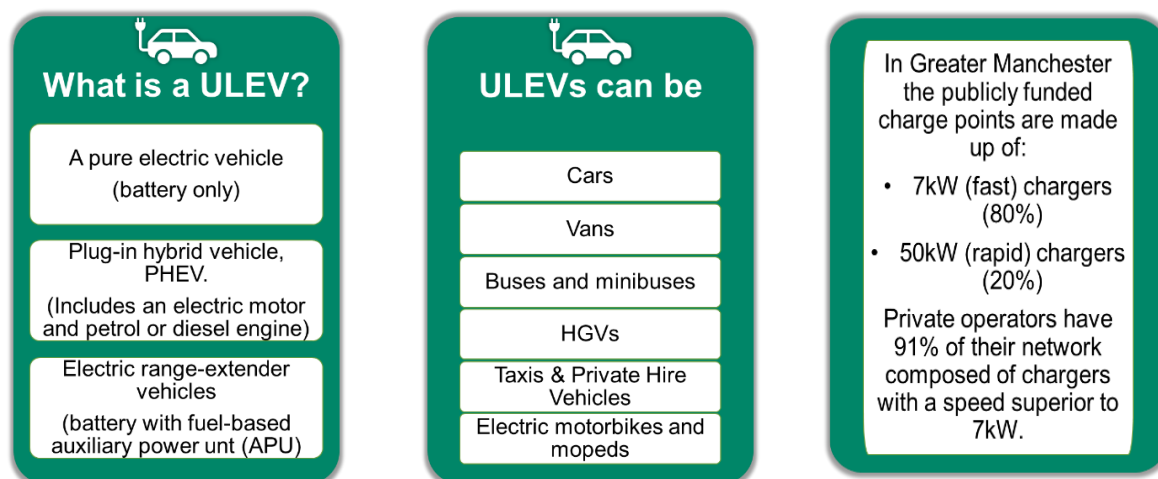 What is a ULEV?
A pure electric vehicle
(battery only)
Plug-in hybrid vehicle,
PHEV.
(Includes an electric motor
and petrol or diesel engine)
Electric range-extender
vehicles
(battery with fuel-based
auxiliary power unt (APU)
ULEVs can be
Cars
Vans
Buses and minibuses
HGVs
Taxis & Private Hire
Vehicles
Electric motorbikes and
mopeds
In Greater Manchester
the publicly funded
charge points are made
up of:
• 7kW (fast) chargers
(80%)
• 50kW (rapid) chargers
(20%)
Private operators have
91% of their network
composed of chargers
with a speed superior to
7kW.